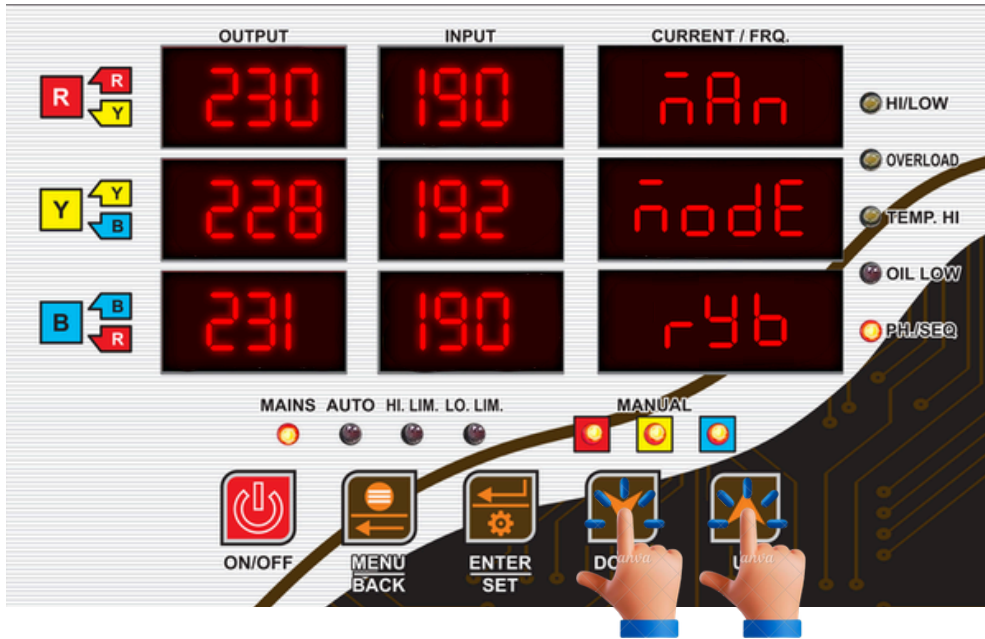 OUTPUT INPUT CURRENT / FRQ.
R R Y 230 190 mAn HI/LOW
OVERLOAD
Y Y B 228 192 modE TEMP. HI
OIL LOW
B B R 231 190 ryb PH./SEQ
MAINS AUTO HI. LIM. LO. LIM. MANUAL
ON/OFF MENU ENTER
BACK SET